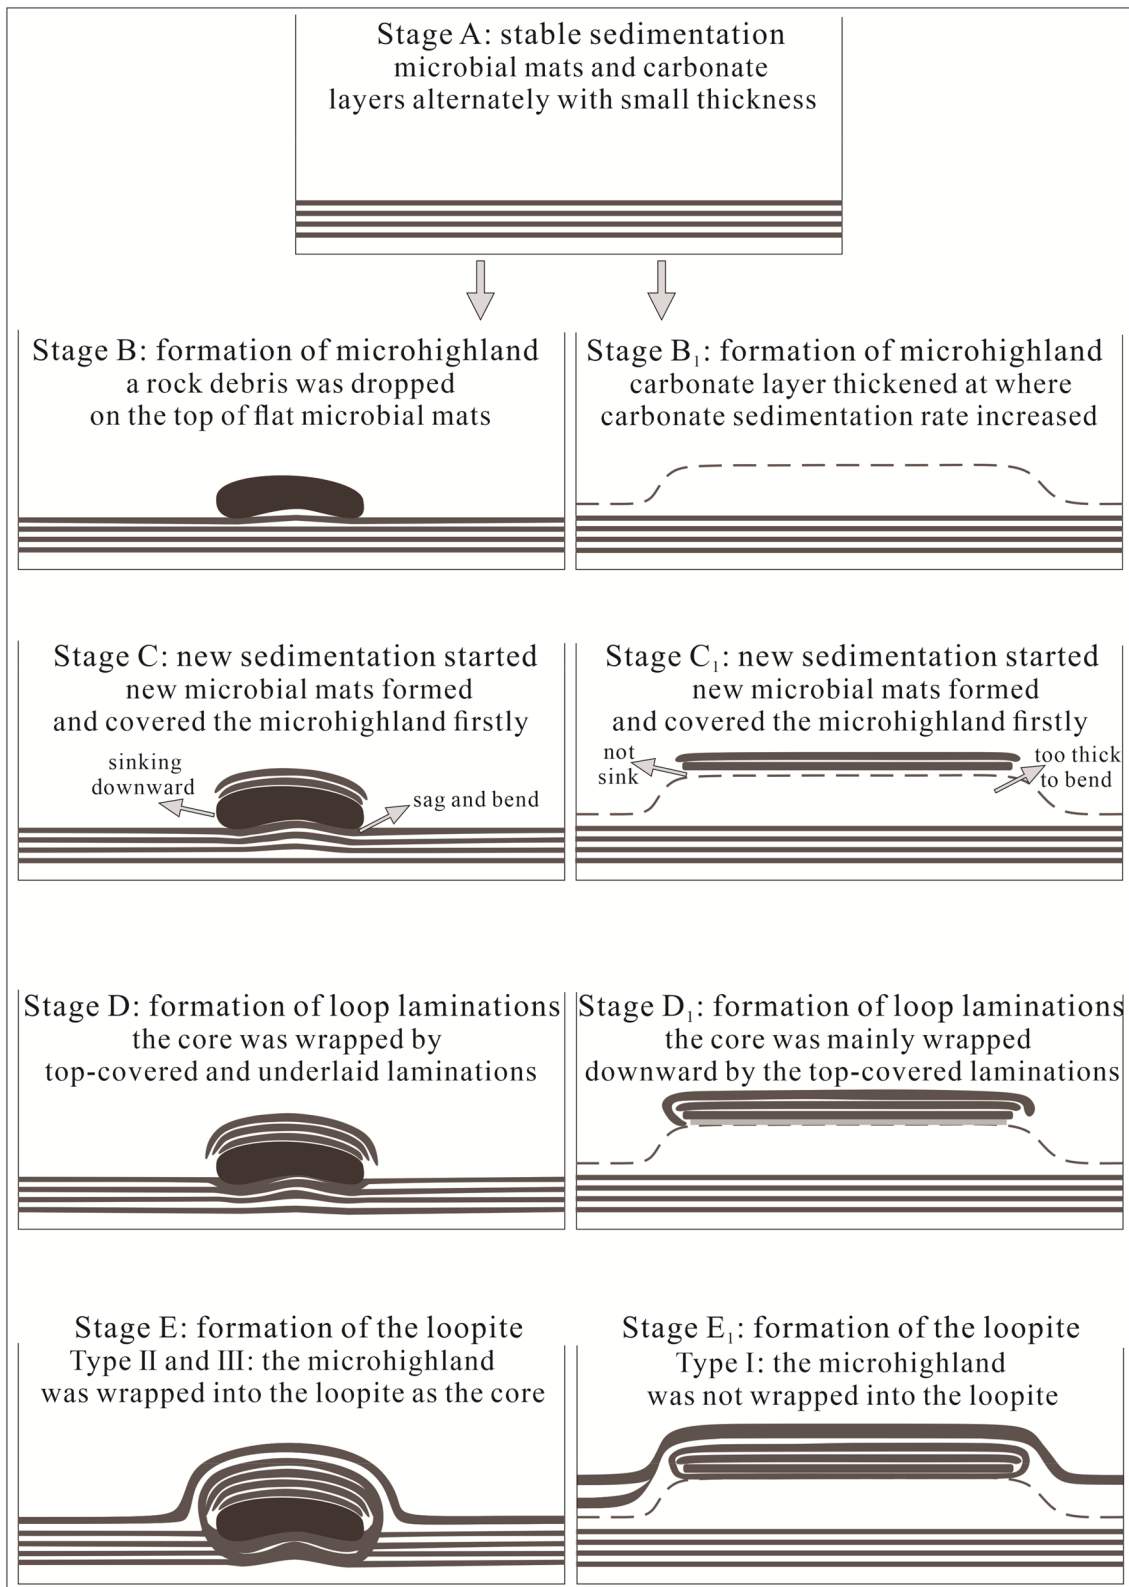 Stage A: stable sedimentation
microbial mats and carbonate
layers alternately with small thickness
Stage B: formation of microhighland
a rock debris was dropped
on the top of flat microbial mats
Stage B₁: formation of microhighland
carbonate layer thickened at where
carbonate sedimentation rate increased
Stage C: new sedimentation started
new microbial mats formed
and covered the microhighland firstly
sinking
downward
sag and bend
Stage C₁: new sedimentation started
new microbial mats formed
and covered the microhighland firstly
not
sink
too thick
to bend
Stage D: formation of loop laminations
the core was wrapped by
top-covered and underlaid laminations
Stage D₁: formation of loop laminations
the core was mainly wrapped
downward by the top-covered laminations
Stage E: formation of the loopite
Type II and III: the microhighland
was wrapped into the loopite as the core
Stage E₁: formation of the loopite
Type I: the microhighland
was not wrapped into the loopite